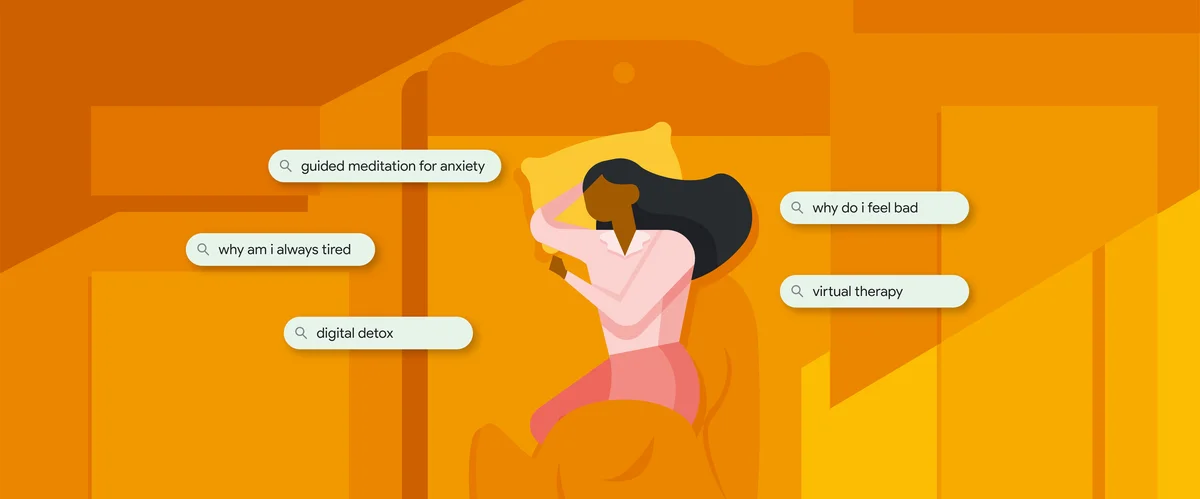 guided meditation for anxiety
why do i feel bad
why am i always tired
virtual therapy
digital detox